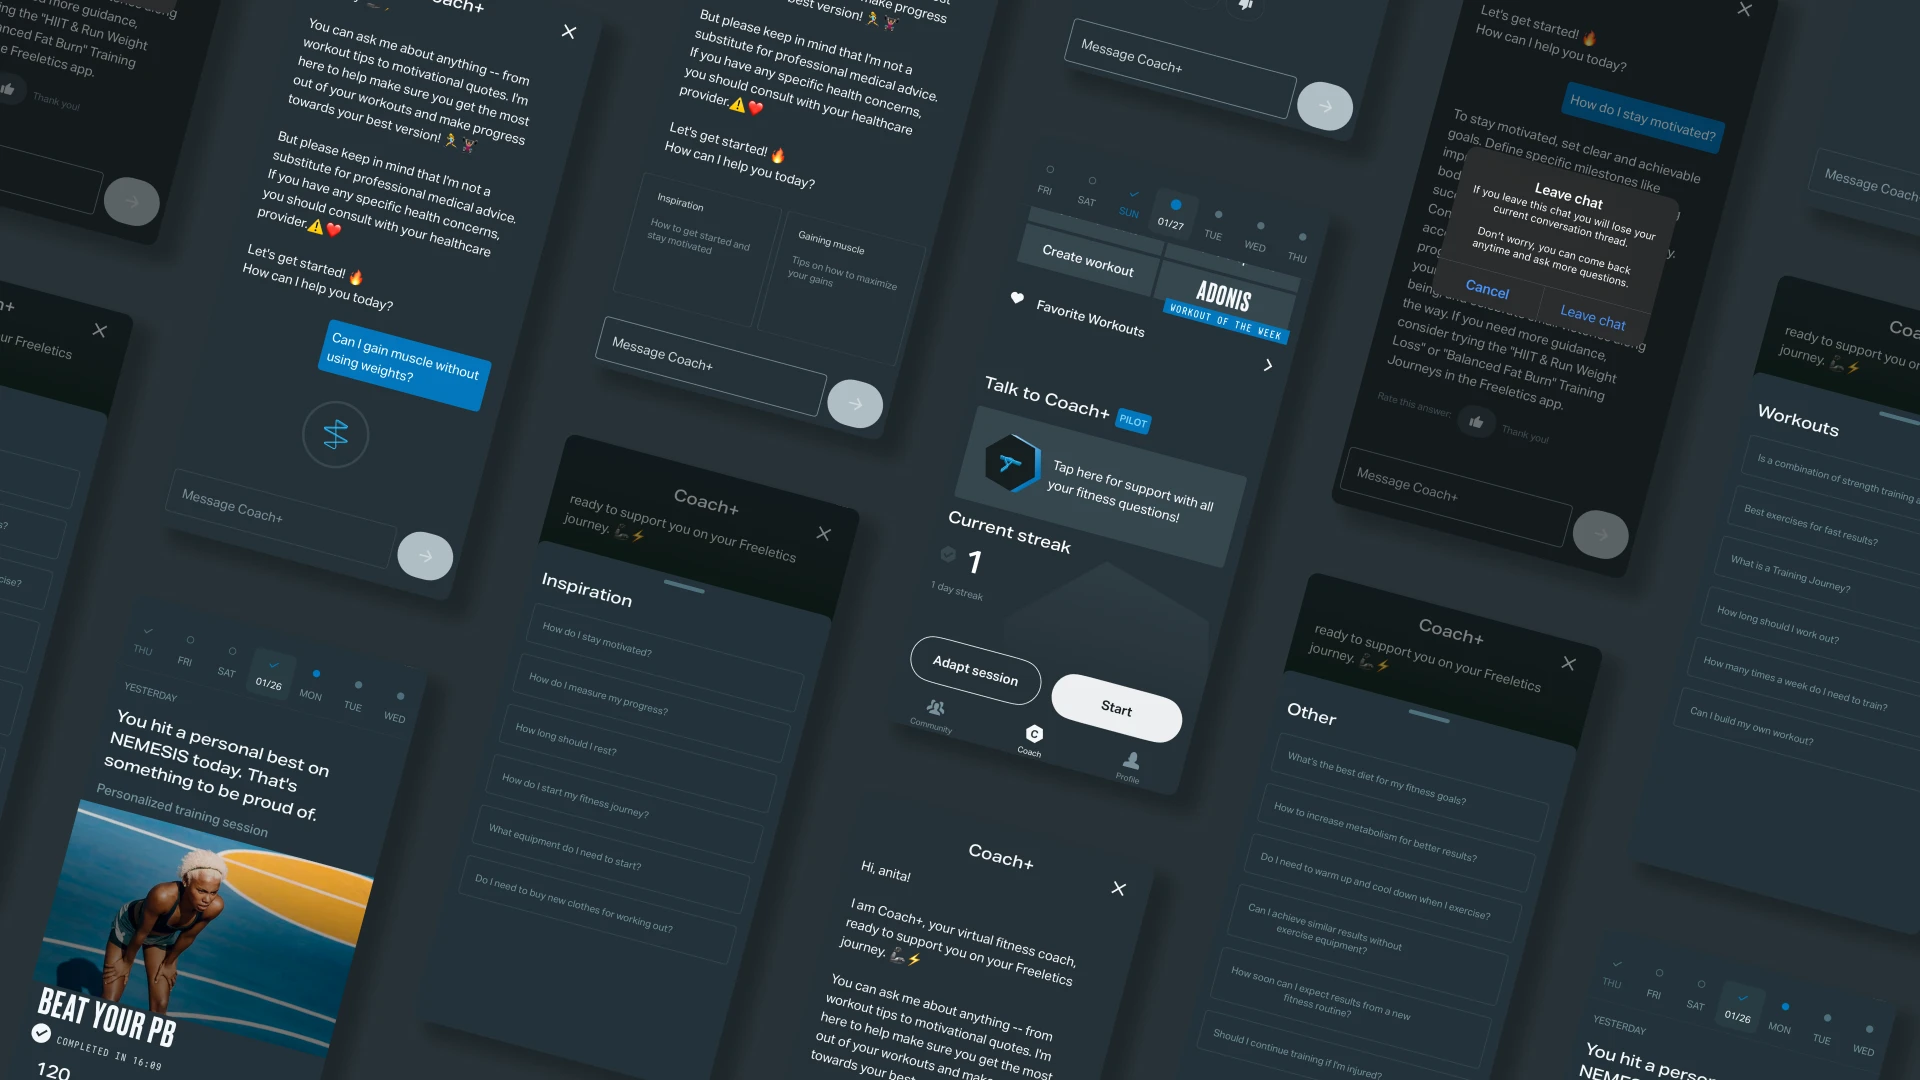 ng the "HIIT & Run Weight
anced Fat Burn" Training
he Freeletics app.
Thank you!
ur Freeletics
Coach+
You can ask me about anything -- from
workout tips to motivational quotes. I'm
here to help make sure you get the most
out of your workouts and make progress
towards your best version! 🏃🏋
But please keep in mind that I'm not a
substitute for professional medical advice.
If you have any specific health concerns,
you should consult with your healthcare
provider.⚠️❤️
Let's get started! 🔥
How can I help you today?
Can I gain muscle without
using weights?
Message Coach+
THU
FRI
SAT
01/26
MON
TUE
WED
YESTERDAY
You hit a personal best on
NEMESIS today. That's
something to be proud of.
Personalized training session
BEAT YOUR PB
COMPLETED IN 16:09
120
best version! 🏃🏋
But please keep in mind that I'm not a
substitute for professional medical advice.
If you have any specific health concerns,
you should consult with your healthcare
provider.⚠️❤️
Let's get started! 🔥
How can I help you today?
Inspiration
How to get started and
stay motivated
Gaining muscle
Tips on how to maximize
your gains
Message Coach+
Coach+
ready to support you on your Freeletics
journey. 🦾⚡
Inspiration
How do I stay motivated?
How do I measure my progress?
How long should I rest?
How do I start my fitness journey?
What equipment do I need to start?
Do I need to buy new clothes for working out?
Message Coach+
FRI
SAT
SUN
01/27
TUE
WED
THU
Create workout
ADONIS
WORKOUT OF THE WEEK
Favorite Workouts
Talk to Coach+
PILOT
Tap here for support with all
your fitness questions!
Current streak
1
1 day streak
Adapt session
Start
Community
Coach
Profile
Coach+
Hi, anita!
I am Coach+, your virtual fitness coach,
ready to support you on your Freeletics
journey. 🦾⚡
You can ask me about anything -- from
workout tips to motivational quotes. I'm
here to help make sure you get the most
out of your workouts and make
towards your best
Let's get started! 🔥
How can I help you today?
How do I stay motivated?
To stay motivated, set clear and achievable
goals. Define specific milestones like
Leave chat
If you leave this chat you will lose your
current conversation thread.
Don't worry, you can come back
anytime and ask more questions.
Cancel
Leave chat
the way. If you need more guidance,
consider trying the "HIIT & Run Weight
Loss" or "Balanced Fat Burn" Training
Journeys in the Freeletics app.
Rate this answer:
Thank you!
Message Coach+
Coach+
ready to support you on your Freeletics
journey. 🦾⚡
Other
What's the best diet for my fitness goals?
How to increase metabolism for better results?
Do I need to warm up and cool down when I exercise?
Can I achieve similar results without
exercise equipment?
How soon can I expect results from a new
fitness routine?
Should I continue training if I'm injured?
Message Coach+
ready to support you on
journey. 🦾⚡
Workouts
Is a combination of strength training
Best exercises for fast results?
What is a Training Journey?
How long should I work out?
How many times a week do I need to train?
Can I build my own workout?
THU
FRI
SAT
01/26
MON
TUE
WED
YESTERDAY
You hit a personal